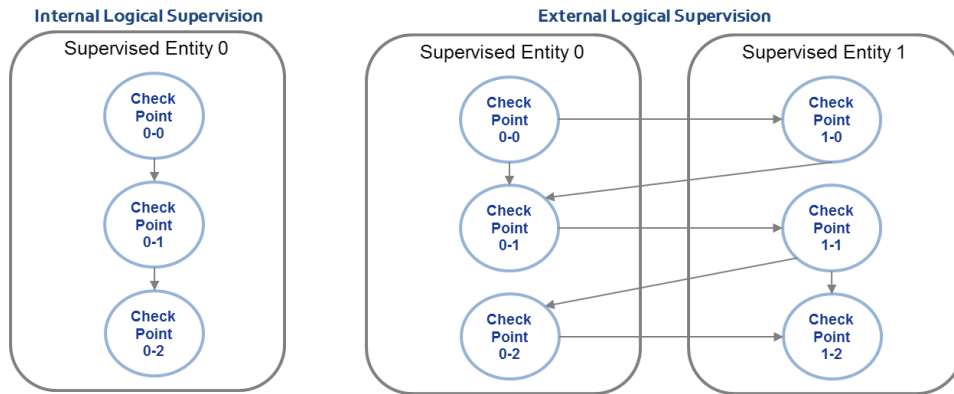 Internal Logical Supervision
Supervised Entity 0
Check
Point
0-0
Check
Point
0-1
Check
Point
0-2
External Logical Supervision
Supervised Entity 0
Supervised Entity 1
Check
Point
0-0
Check
Point
1-0
Check
Point
0-1
Check
Point
1-1
Check
Point
0-2
Check
Point
1-2